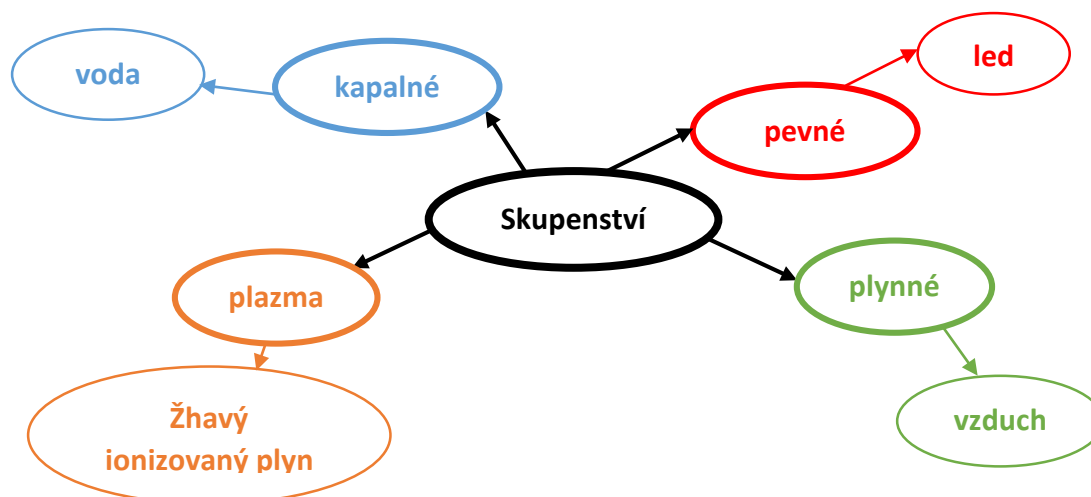 voda
kapalné
led
pevné
Skupenství
plazma
plynné
Žhavý
ionizovaný plyn
vzduch